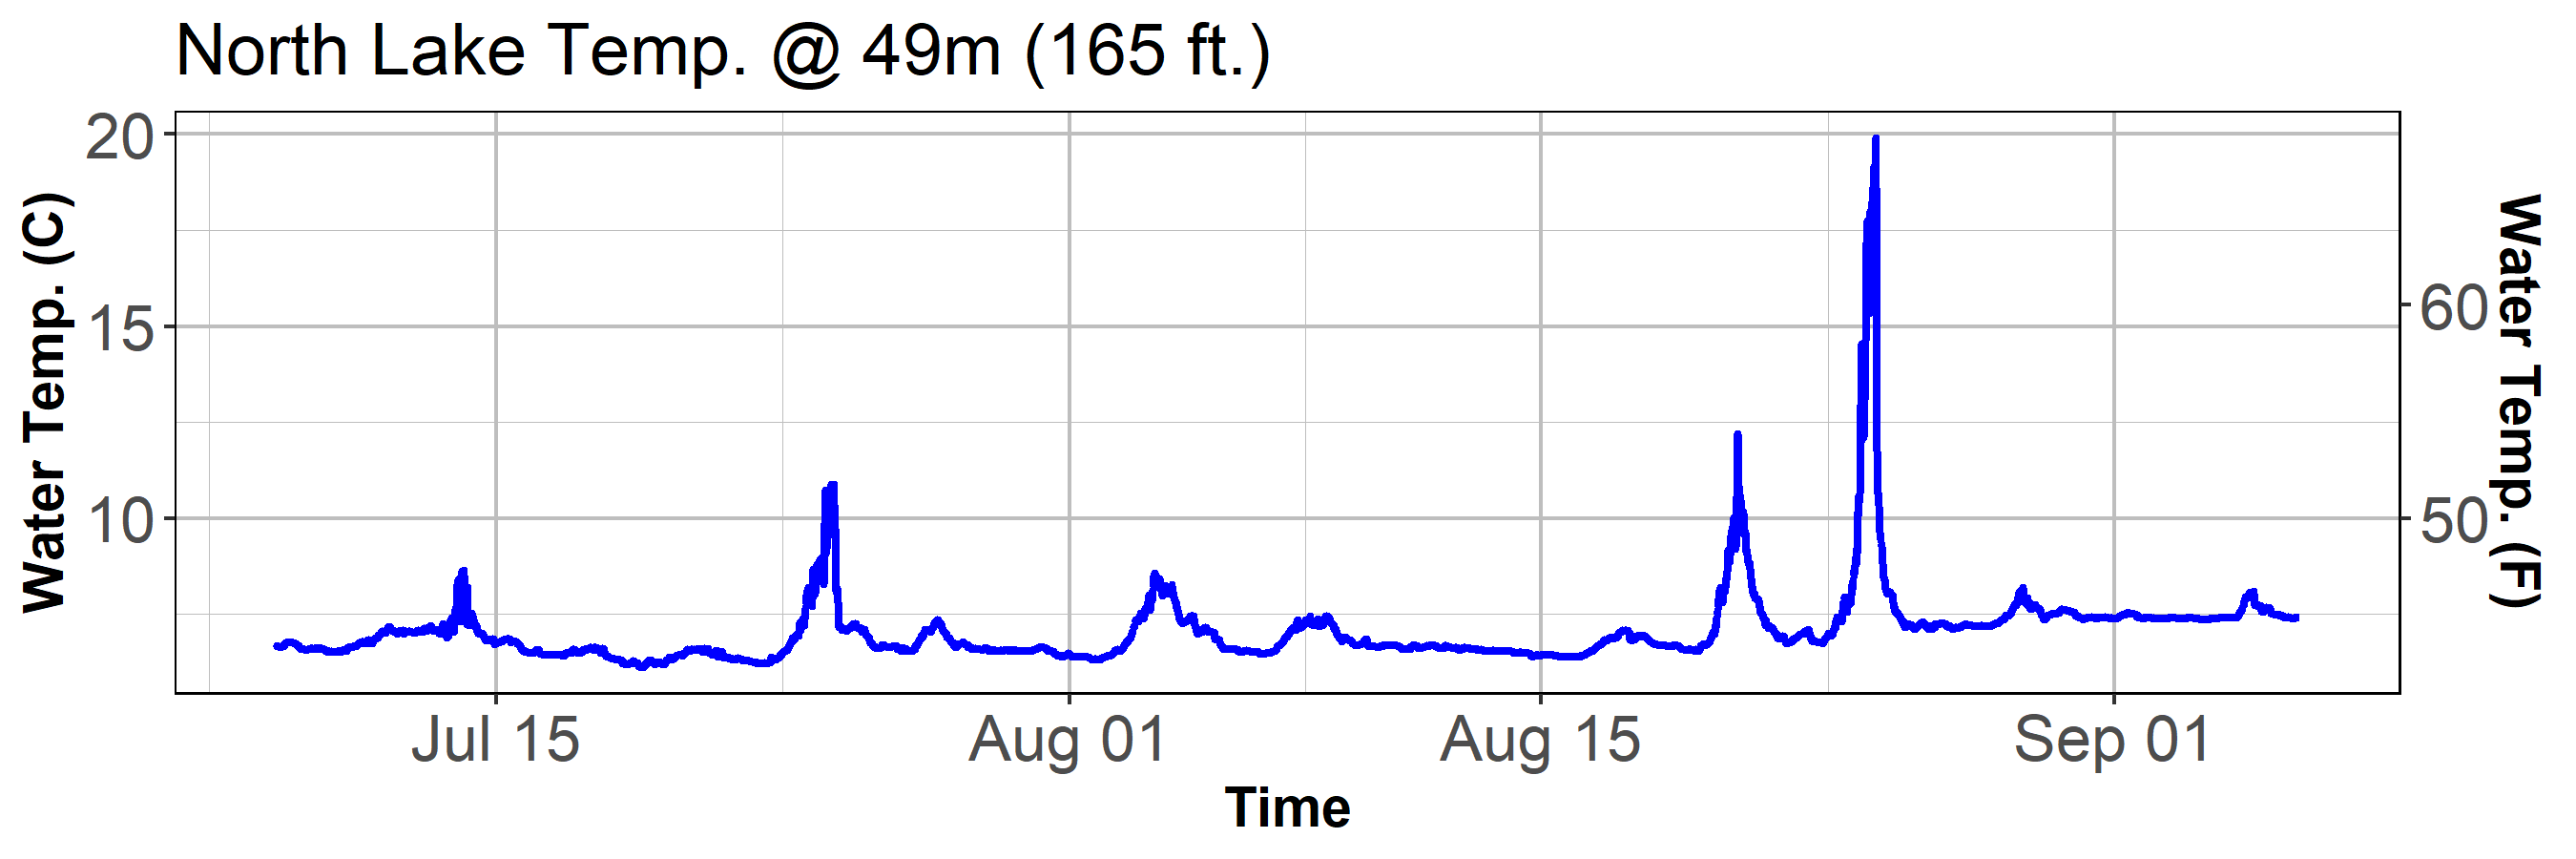 North Lake Temp. @ 49m (165 ft.)
20
15
10
Water Temp. (C)
60
50
Water Temp. (F)
Jul 15 Aug 01 Aug 15 Sep 01
Time